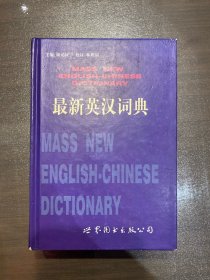 MASS NEW
ENGLISH-CHINESE
DICTIONARY
最新英汉词典
MASS NEW
ENGLISH-CHINESE
DICTIONARY
世界图书出版公司